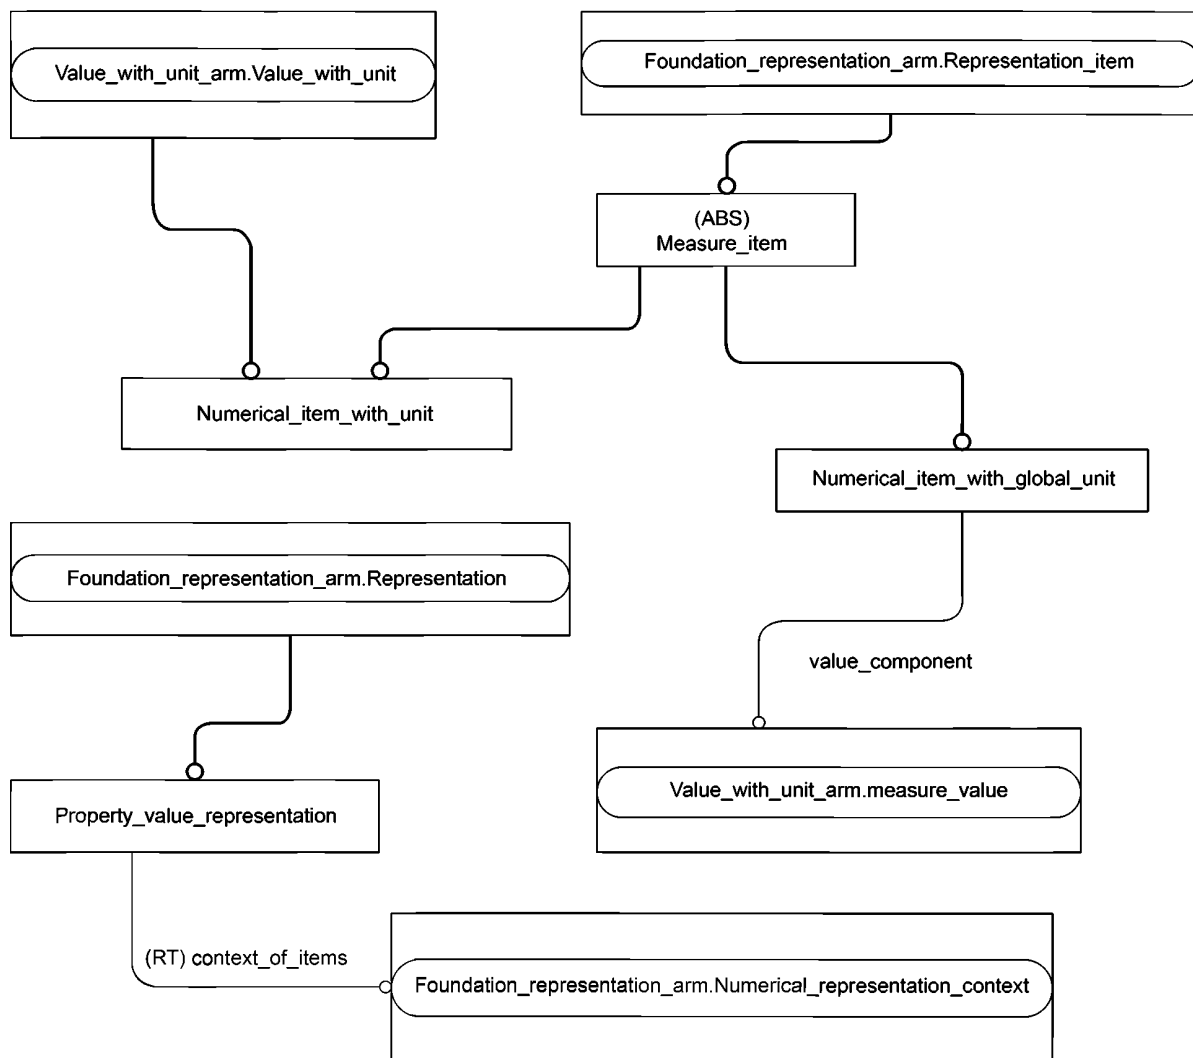 Value_with_unit_arm.Value_with_unit
Foundation_representation_arm.Representation_item
(ABS)
Measure_item
Numerical_item_with_unit
Numerical_item_with_global_unit
Foundation_representation_arm.Representation
value_component
Value_with_unit_arm.measure_value
Property_value_representation
(RT) context_of_items
Foundation_representation_arm.Numerical_representation_context